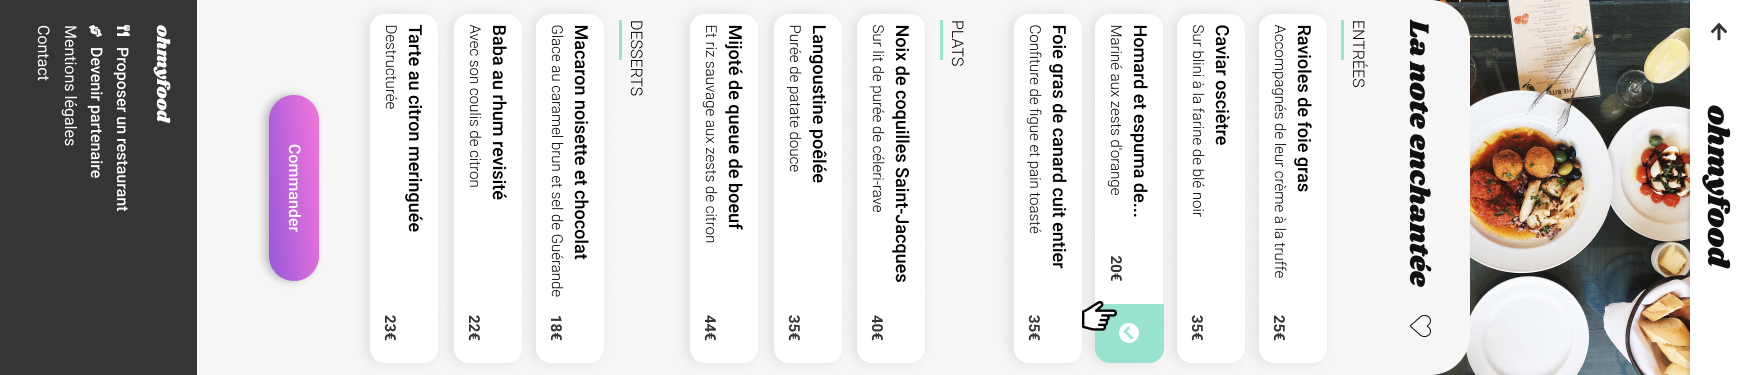 ohmyfood
THE BITE
La note enchantée
ENTRÉES
Ravioles de foie gras
Accompagnés de leur crème à la truffe
25€
Caviar osciètre
Sur blini à la farine de blé noir
35€
Homard et espuma de...
Mariné aux zests d'orange
20€
Foie gras de canard cuit entier
Confiture de figue et pain toasté
35€
PLATS
Noix de coquilles Saint-Jacques
Sur lit de purée de céleri-rave
40€
Langoustine poêlée
Purée de patate douce
35€
Mijoté de queue de boeuf
Et riz sauvage aux zests de citron
44€
DESSERTS
Macaron noisette et chocolat
Glace au caramel brun et sel de Guérande
18€
Baba au rhum revisité
Avec son coulis de citron
22€
Tarte au citron meringuée
Destructurée
23€
Commander
ohmyfood
Proposer un restaurant
Devenir partenaire
Mentions légales
Contact